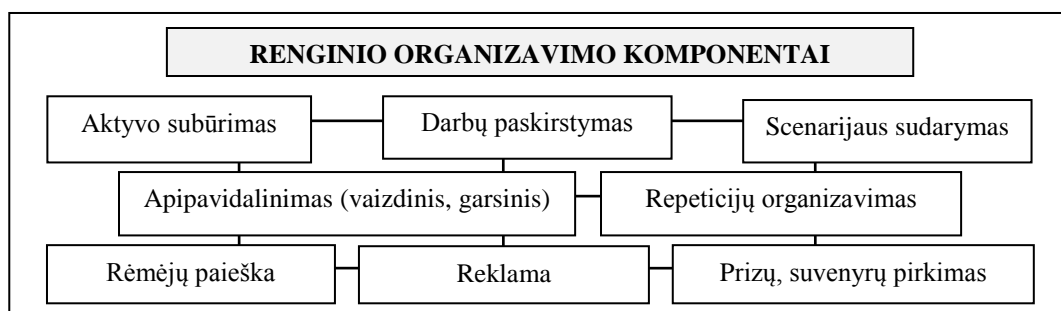 RENGINIO ORGANIZAVIMO KOMPONENTAI
Aktyvo subūrimas
Darbų paskirstymas
Scenarijaus sudarymas
Apipavidalinimas (vaizdinis, garsinis)
Repeticijų organizavimas
Rėmėjų paieška
Reklama
Prizų, suvenyrų pirkimas